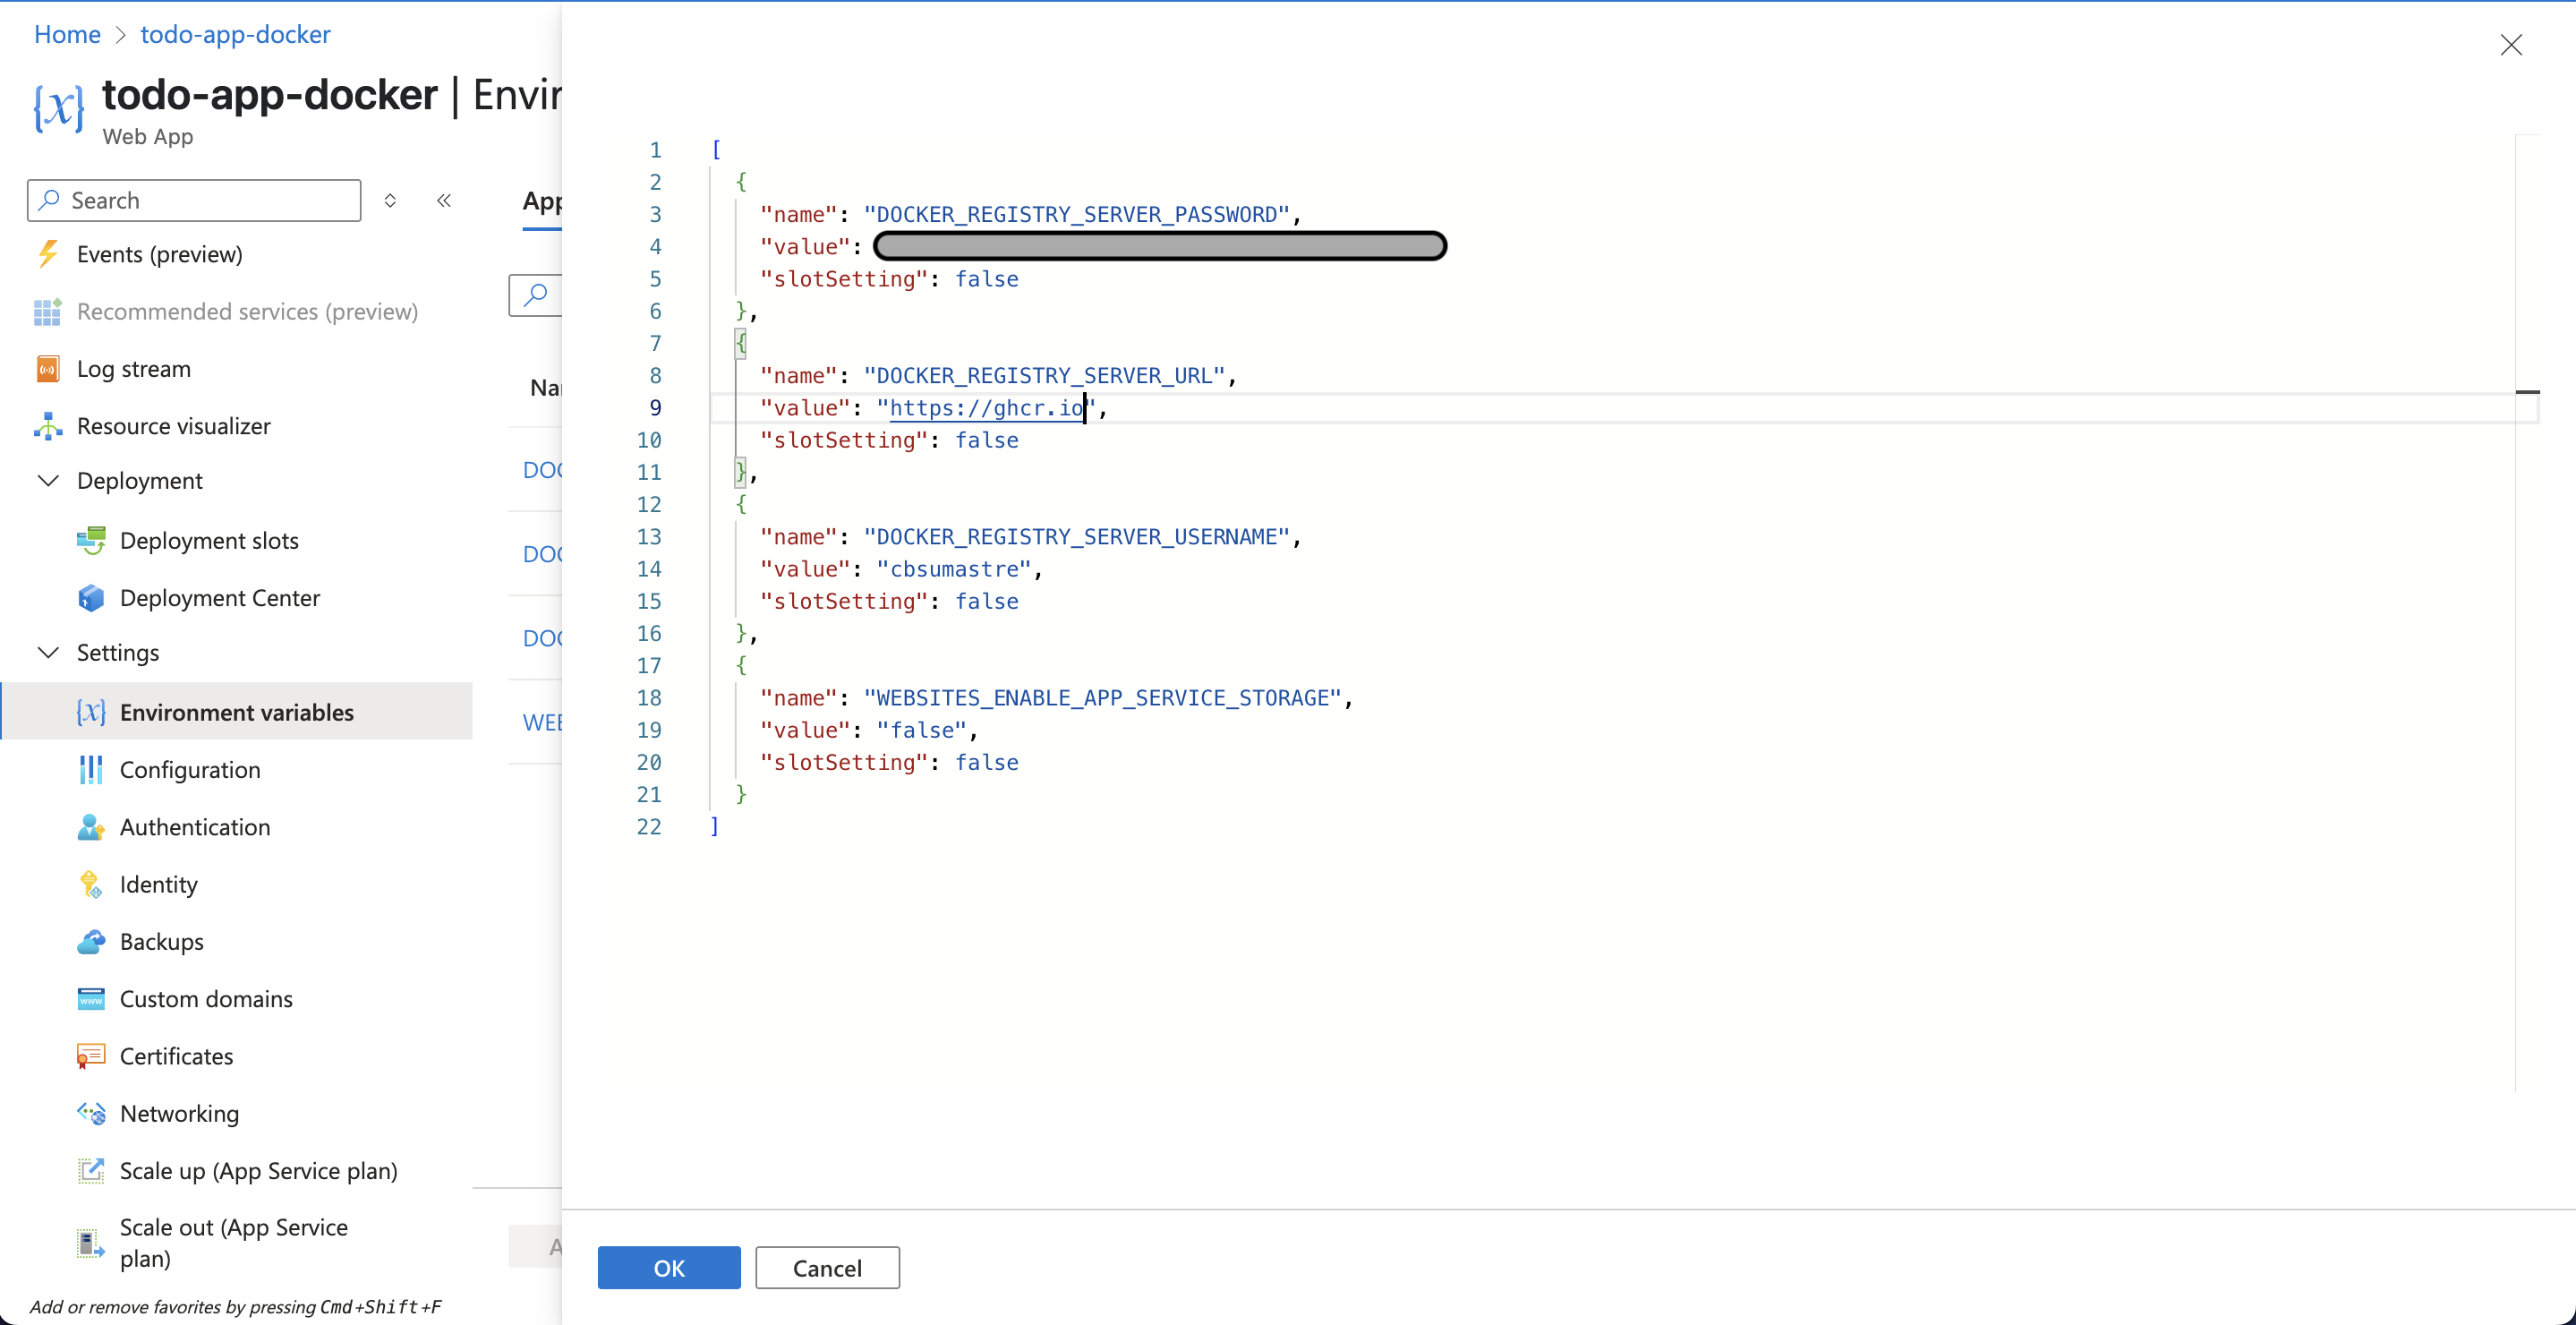 Home > todo-app-docker
todo-app-docker | Envir
Web App
Search
Events (preview)
Recommended services (preview)
Log stream
Resource visualizer
Deployment
Deployment slots
Deployment Center
Settings
Environment variables
Configuration
Authentication
Identity
Backups
Custom domains
Certificates
Networking
Scale up (App Service plan)
Scale out (App Service
plan)
Add or remove favorites by pressing Cmd+Shift+F
App
Na
DOC
DOC
DOC
WEB
A
1 [
2 {
3 "name": "DOCKER_REGISTRY_SERVER_PASSWORD",
4 "value":
5 "slotSetting": false
6 },
7 {
8 "name": "DOCKER_REGISTRY_SERVER_URL",
9 "value": "https://ghcr.io",
10 "slotSetting": false
11 },
12 {
13 "name": "DOCKER_REGISTRY_SERVER_USERNAME",
14 "value": "cbsumastre",
15 "slotSetting": false
16 },
17 {
18 "name": "WEBSITES_ENABLE_APP_SERVICE_STORAGE",
19 "value": "false",
20 "slotSetting": false
21 }
22 ]
OK
Cancel